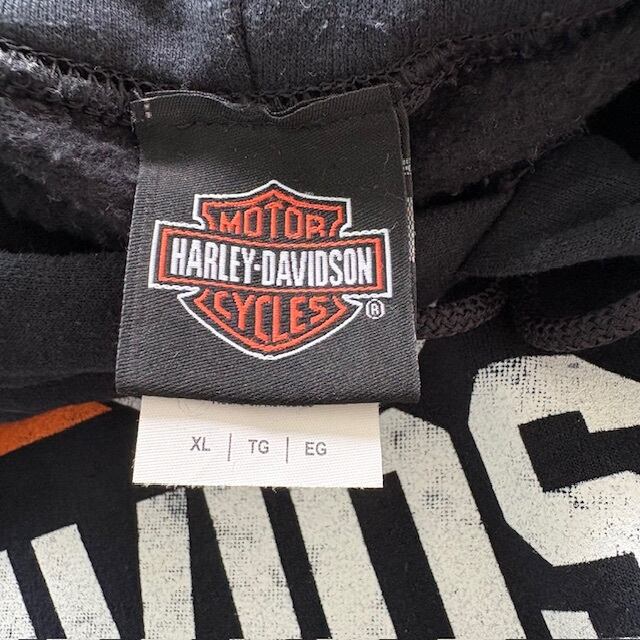 MOTOR
HARLEY-DAVIDSON
CYCLES
®
XL | TG | EG